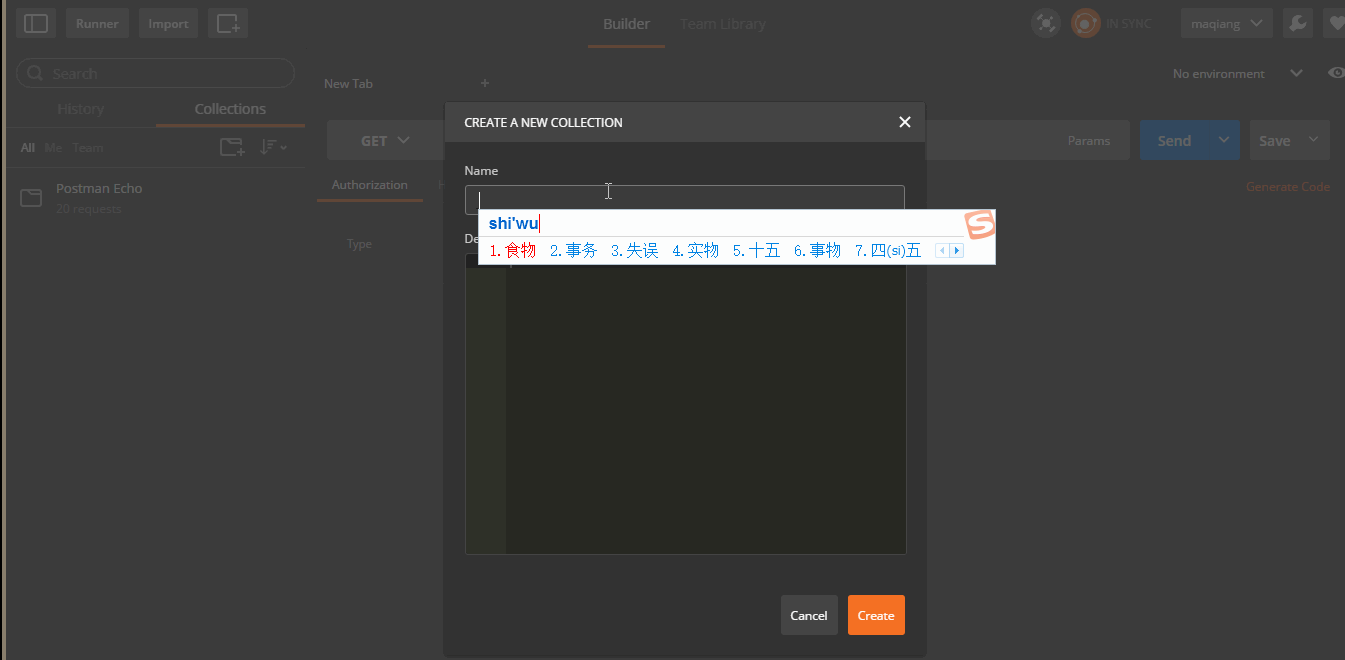 Runner Import Builder Team Library IN SYNC maqiang
Search No environment
New Tab +
History Collections
CREATE A NEW COLLECTION
All Me Team GET Params Send Save
Name
Postman Echo Authorization Generate Code
20 requests
shi'wu
De
Type 1.食物 2.事务 3.失误 4.实物 5.十五 6.事物 7.四(si)五
Cancel Create